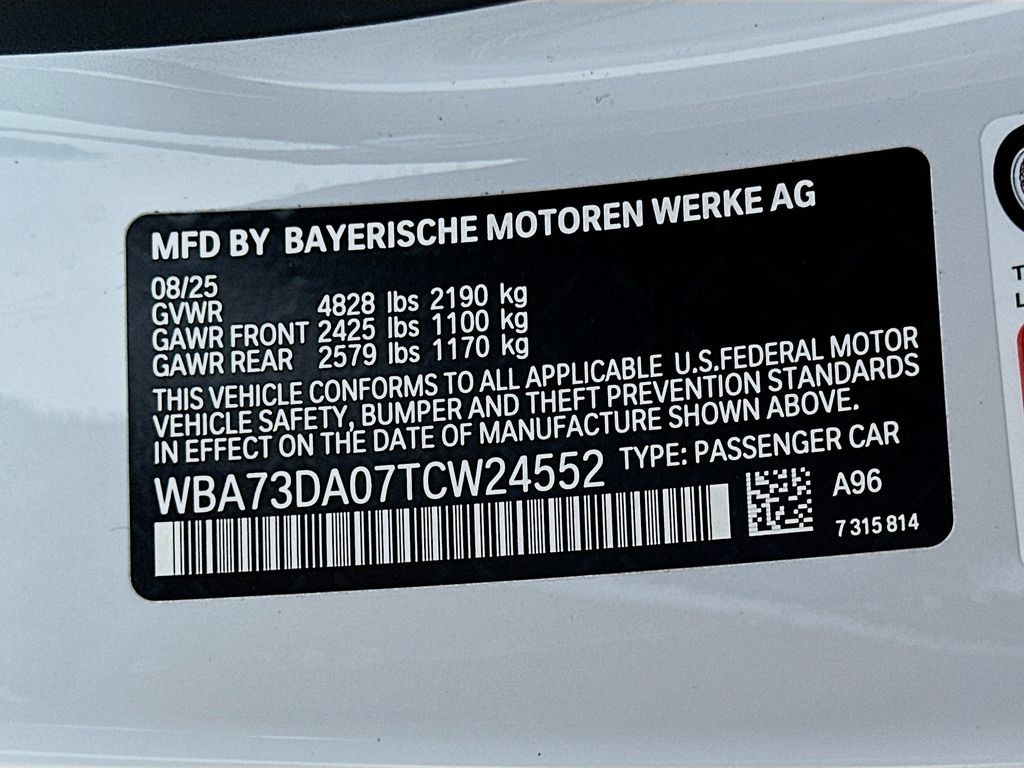 MFD BY BAYERISCHE MOTOREN WERKE AG
08/25
GVWR 4828 lbs 2190 kg
GAWR FRONT 2425 lbs 1100 kg
GAWR REAR 2579 lbs 1170 kg
THIS VEHICLE CONFORMS TO ALL APPLICABLE U.S.FEDERAL MOTOR
VEHICLE SAFETY, BUMPER AND THEFT PREVENTION STANDARDS
IN EFFECT ON THE DATE OF MANUFACTURE SHOWN ABOVE.
WBA73DA07TCW24552 TYPE: PASSENGER CAR
A96
7 315 814